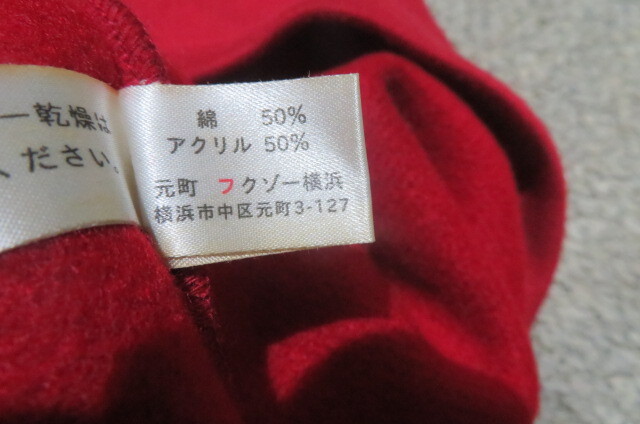 ー乾燥は
ください。
綿 50%
アクリル 50%
元町 フクゾー横浜
横浜市中区元町3-127